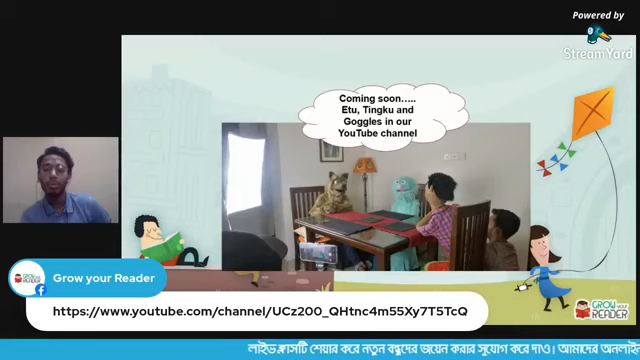 Powered by
StreamYard
Coming soon…..
Etu, Tingku and
Goggles in our
YouTube channel
Grow your Reader
https://www.youtube.com/channel/UCz200_QHtnc4m55Xy7T5TcQ
GROW YOUR
READER
লাইভ ক্লাসটি শেয়ার করে নতুন বন্ধুদের জয়েন করার সুযোগ করে দাও। আমাদের অনলাই